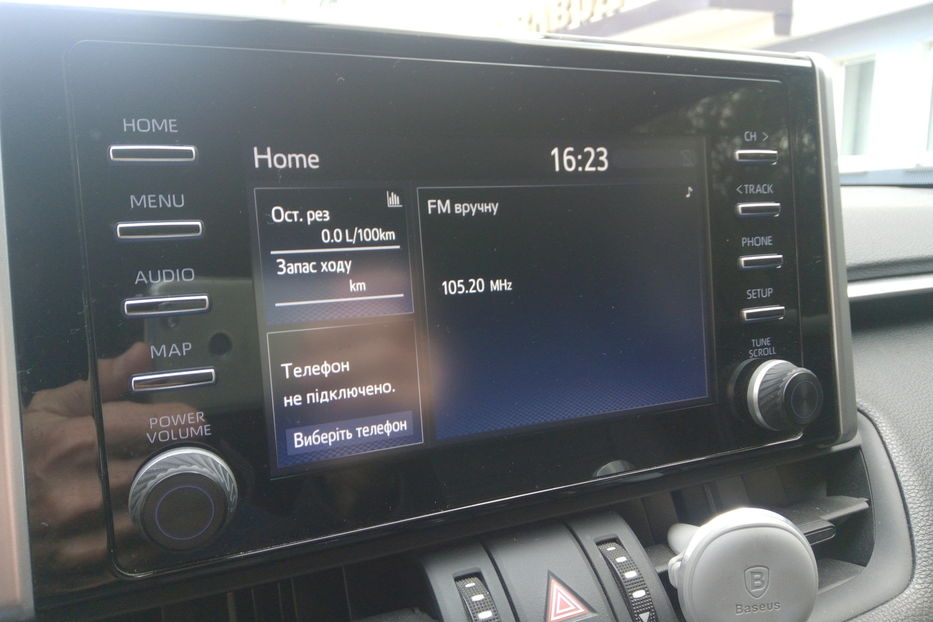 HOME
MENU
AUDIO
MAP
POWER
VOLUME
Home
16:23
Ост. рез
0.0 L/100km
Запас ходу
km
Телефон
не підключено.
Виберіть телефон
FM вручну
105.20 MHz
CH >
< TRACK
PHONE
SETUP
TUNE
SCROLL
Baseus